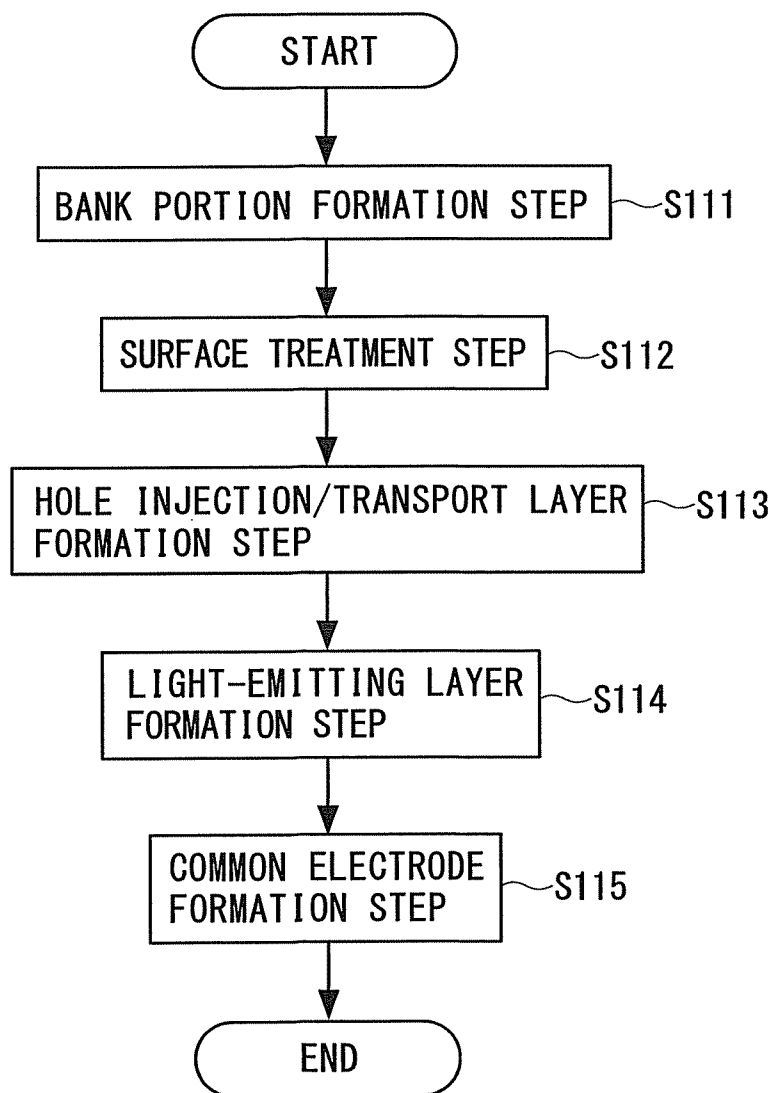 START
BANK PORTION FORMATION STEP
S111
SURFACE TREATMENT STEP
S112
HOLE INJECTION/TRANSPORT LAYER
FORMATION STEP
S113
LIGHT-EMITTING LAYER
FORMATION STEP
S114
COMMON ELECTRODE
FORMATION STEP
S115
END